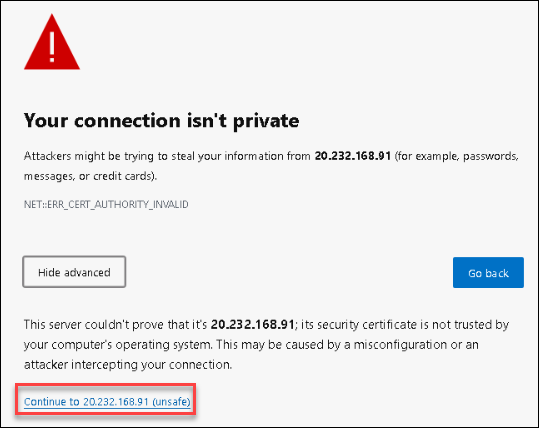 Your connection isn't private
Attackers might be trying to steal your information from 20.232.168.91 (for example, passwords,
messages, or credit cards).
NET::ERR_CERT_AUTHORITY_INVALID
Hide advanced
Go back
This server couldn't prove that it's 20.232.168.91; its security certificate is not trusted by
your computer's operating system. This may be caused by a misconfiguration or an
attacker intercepting your connection.
Continue to 20.232.168.91 (unsafe)